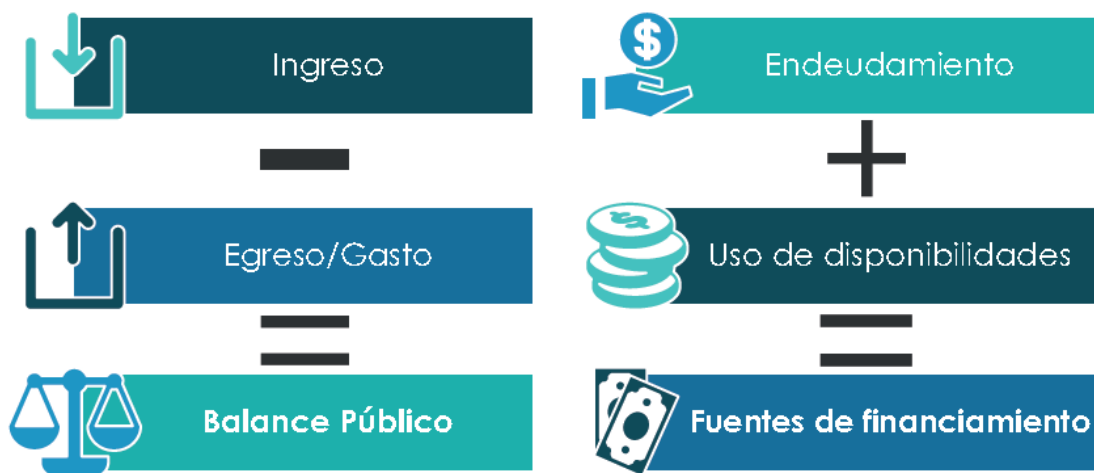 Ingreso
Egreso/Gasto
Balance Público
$
Endeudamiento
+
$
Uso de disponibilidades
=
Fuentes de financiamiento